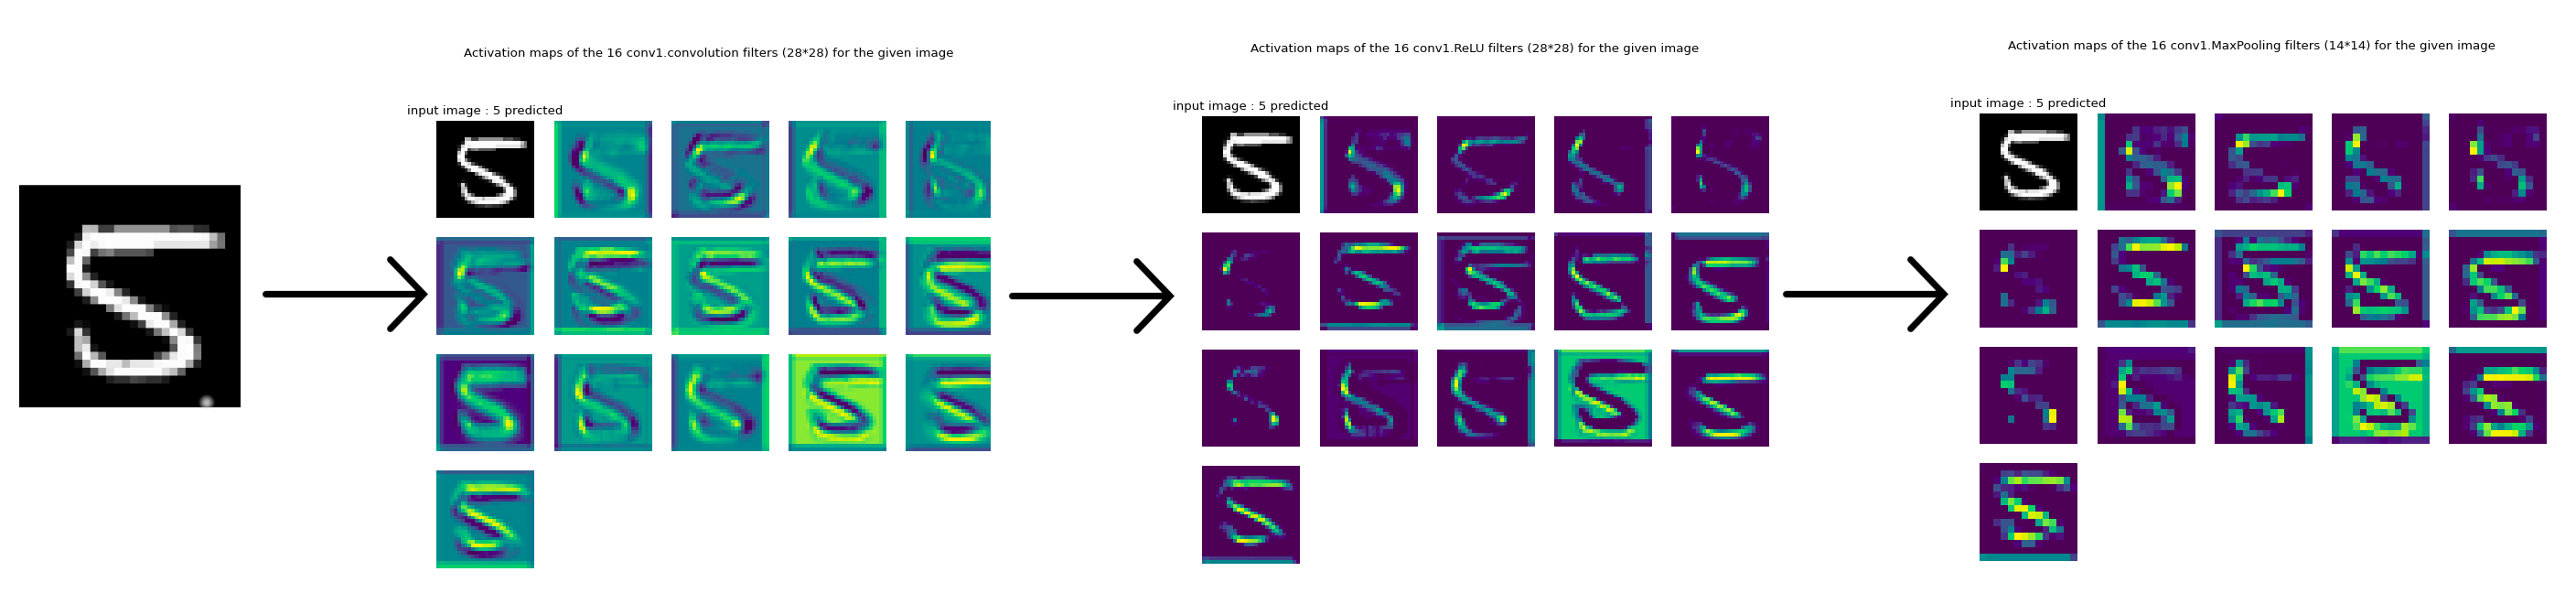 Activation maps of the 16 conv1.convolution filters (28*28) for the given image
input image : 5 predicted
Activation maps of the 16 conv1.ReLU filters (28*28) for the given image
input image : 5 predicted
Activation maps of the 16 conv1.MaxPooling filters (14*14) for the given image
input image : 5 predicted